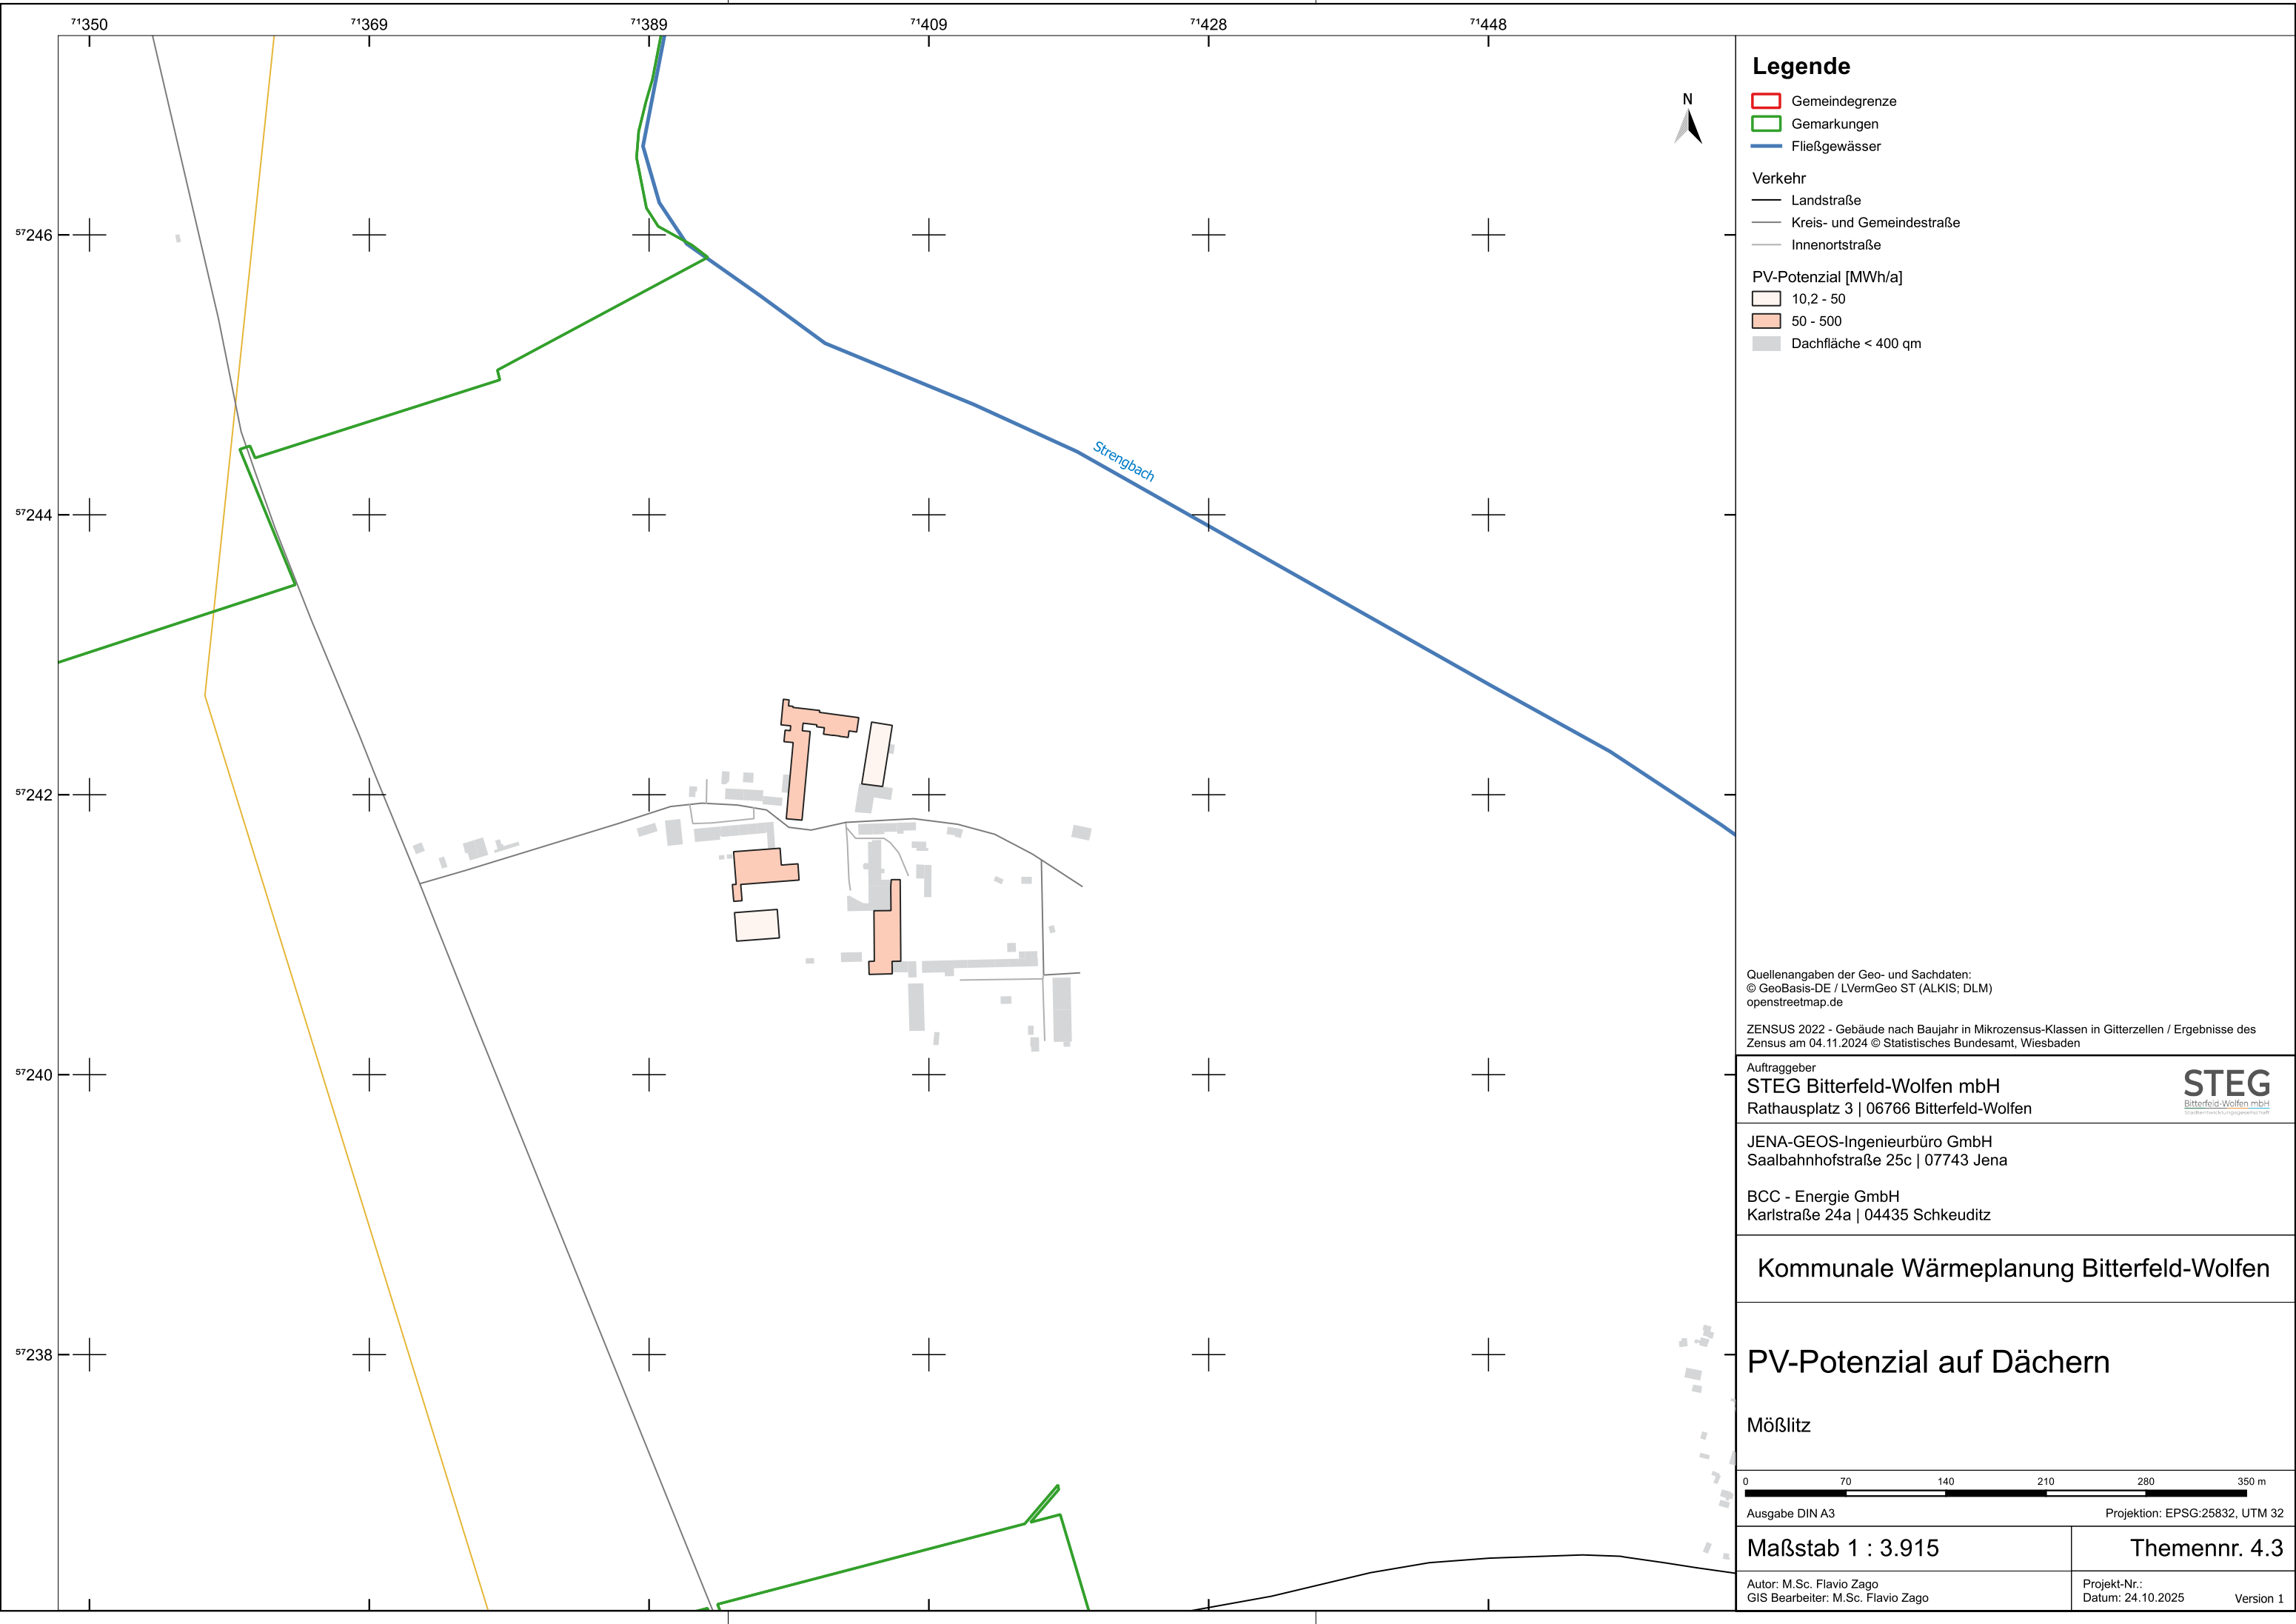 71350 71369 71389 71409 71428 71448
57246
57244
57242
57240
57238
Strengbach
N
Legende
Gemeindegrenze
Gemarkungen
Fließgewässer
Verkehr
Landstraße
Kreis- und Gemeindestraße
Innenortstraße
PV-Potenzial [MWh/a]
10,2 - 50
50 - 500
Dachfläche < 400 qm
Quellenangaben der Geo- und Sachdaten:
© GeoBasis-DE / LVermGeo ST (ALKIS; DLM)
openstreetmap.de
ZENSUS 2022 - Gebäude nach Baujahr in Mikrozensus-Klassen in Gitterzellen / Ergebnisse des
Zensus am 04.11.2024 © Statistisches Bundesamt, Wiesbaden
Auftraggeber
STEG Bitterfeld-Wolfen mbH
Rathausplatz 3 | 06766 Bitterfeld-Wolfen
STEG
Bitterfeld-Wolfen mbH
Stadtentwicklungsgesellschaft
JENA-GEOS-Ingenieurbüro GmbH
Saalbahnhofstraße 25c | 07743 Jena
BCC - Energie GmbH
Karlstraße 24a | 04435 Schkeuditz
Kommunale Wärmeplanung Bitterfeld-Wolfen
PV-Potenzial auf Dächern
Mößlitz
0 70 140 210 280 350 m
Ausgabe DIN A3 Projektion: EPSG:25832, UTM 32
Maßstab 1 : 3.915 Themennr. 4.3
Autor: M.Sc. Flavio Zago
GIS Bearbeiter: M.Sc. Flavio Zago
Projekt-Nr.:
Datum: 24.10.2025 Version 1